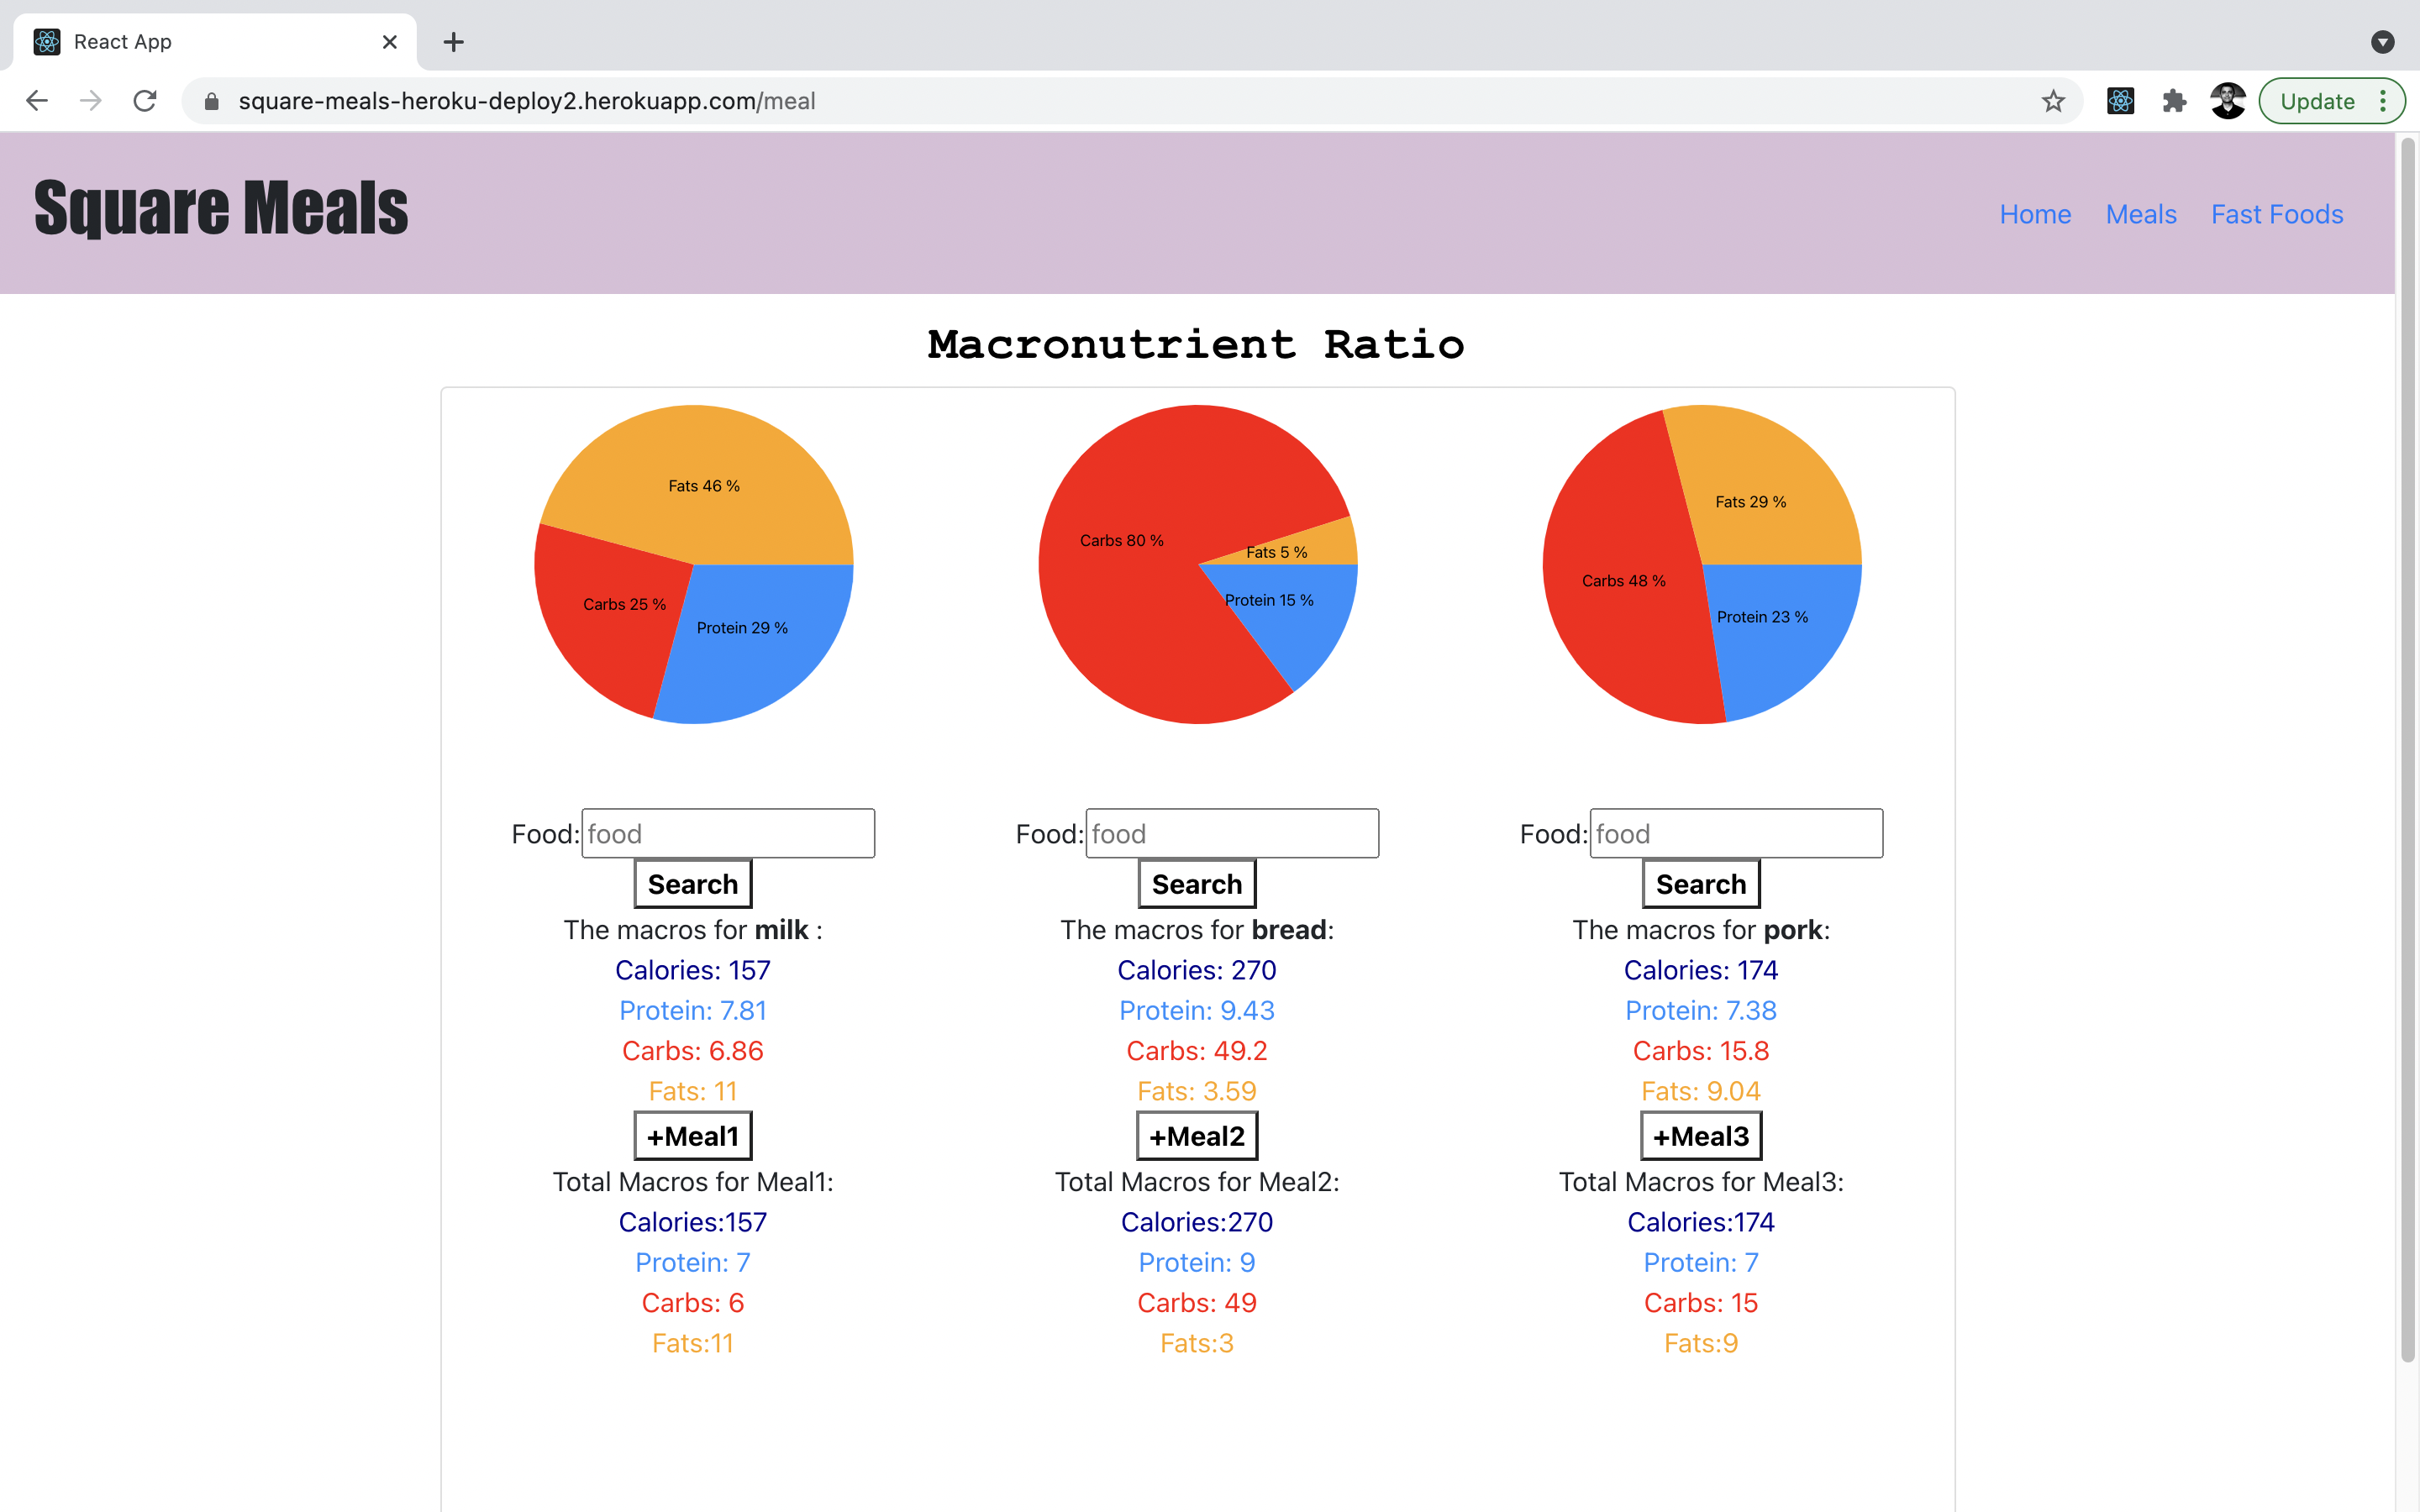 React App
square-meals-heroku-deploy2.herokuapp.com/meal
Update
Square Meals
Home Meals Fast Foods
Macronutrient Ratio
Fats 46 %
Carbs 25 %
Protein 29 %
Carbs 80 %
Fats 5 %
Protein 15 %
Fats 29 %
Carbs 48 %
Protein 23 %
Food: food
Search
The macros for milk :
Calories: 157
Protein: 7.81
Carbs: 6.86
Fats: 11
+Meal1
Total Macros for Meal1:
Calories:157
Protein: 7
Carbs: 6
Fats:11
Food: food
Search
The macros for bread:
Calories: 270
Protein: 9.43
Carbs: 49.2
Fats: 3.59
+Meal2
Total Macros for Meal2:
Calories:270
Protein: 9
Carbs: 49
Fats:3
Food: food
Search
The macros for pork:
Calories: 174
Protein: 7.38
Carbs: 15.8
Fats: 9.04
+Meal3
Total Macros for Meal3:
Calories:174
Protein: 7
Carbs: 15
Fats:9